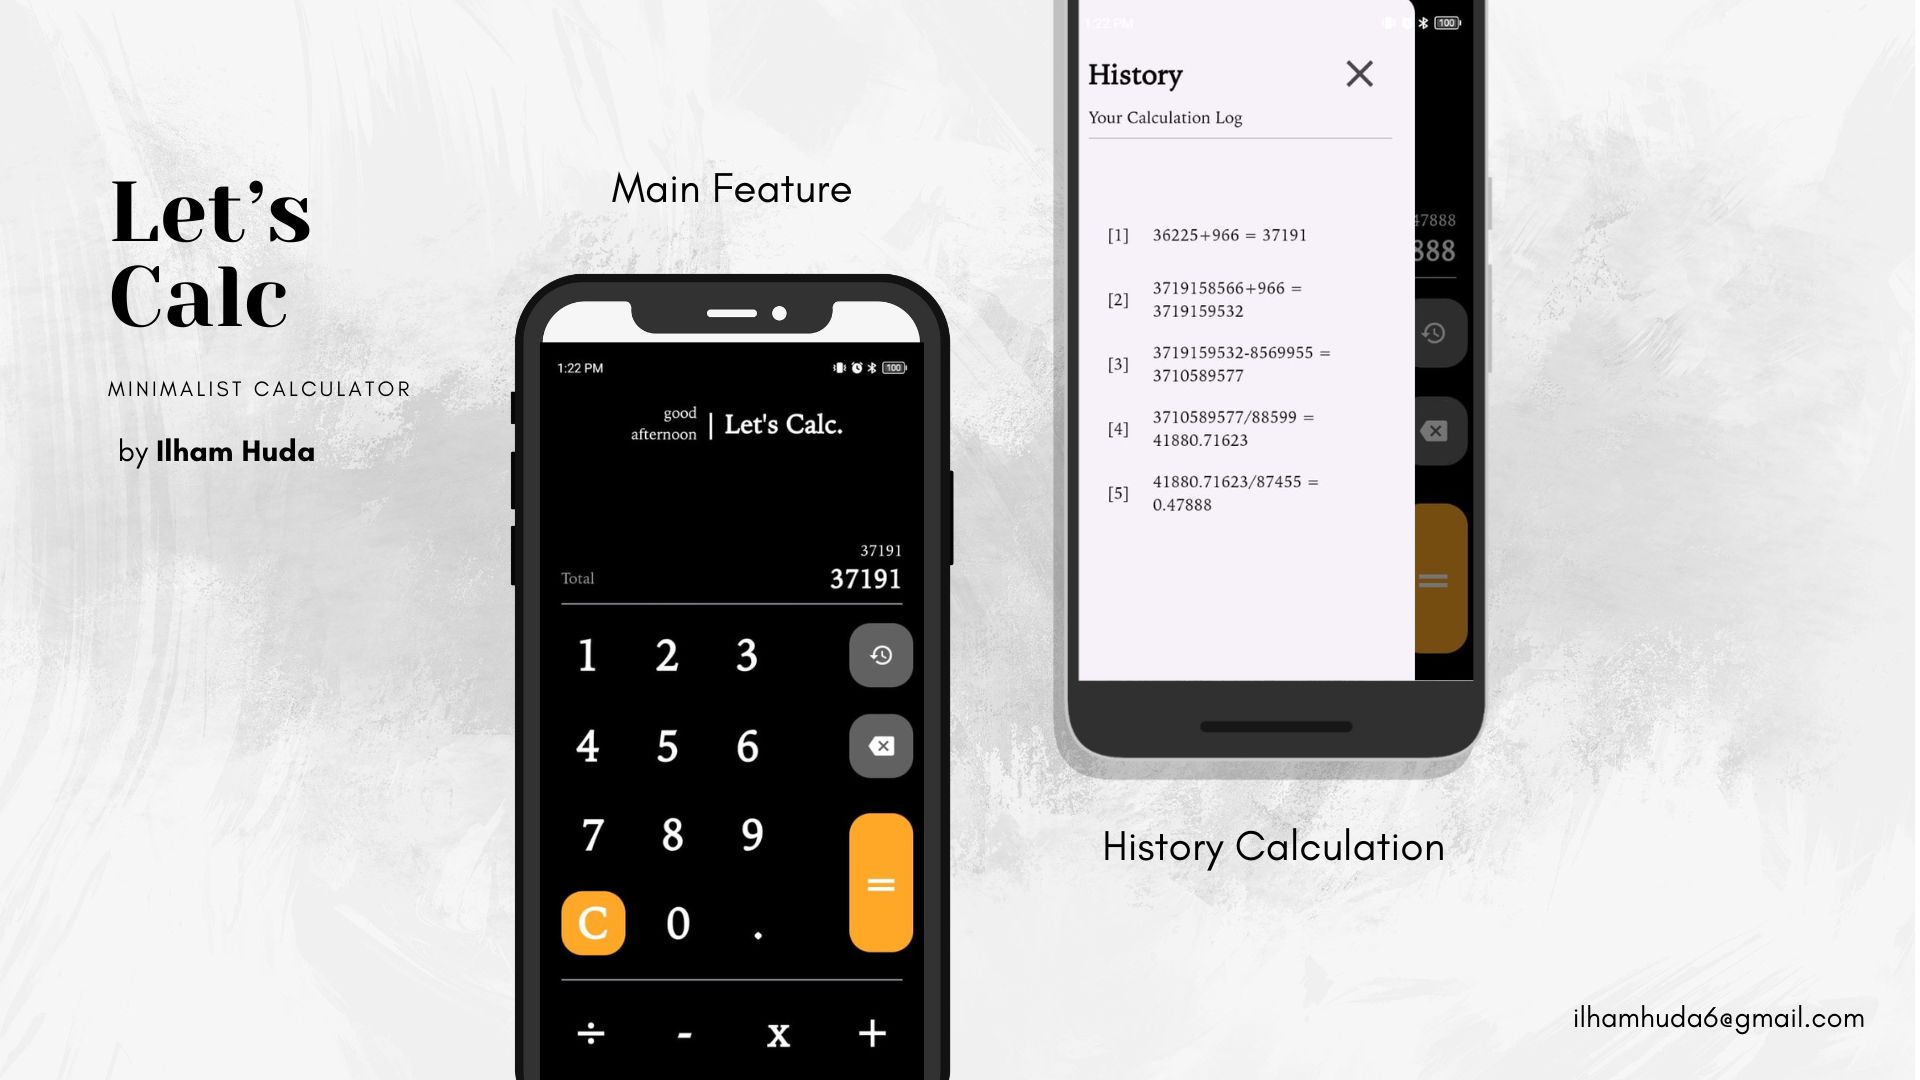 Let's
Calc
MINIMALIST CALCULATOR
by Ilham Huda
Main Feature
1:22 PM
100
good
afternoon | Let's Calc.
37191
Total 37191
1 2 3
4 5 6
7 8 9
=
C 0 .
÷ - x +
1:22 PM
100
History
Your Calculation Log
[1] 36225+966 = 37191
[2] 3719158566+966 =
3719159532
[3] 3719159532-8569955 =
3710589577
[4] 3710589577/88599 =
41880.71623
[5] 41880.71623/87455 =
0.47888
47888
888
=
History Calculation
ilhamhuda6@gmail.com